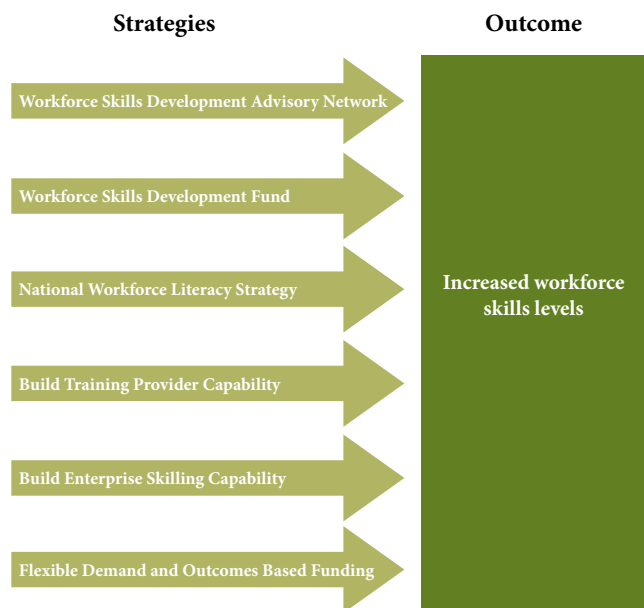 Strategies
Outcome
Workforce Skills Development Advisory Network
Workforce Skills Development Fund
National Workforce Literacy Strategy
Build Training Provider Capability
Build Enterprise Skilling Capability
Flexible Demand and Outcomes Based Funding
Increased workforce
skills levels